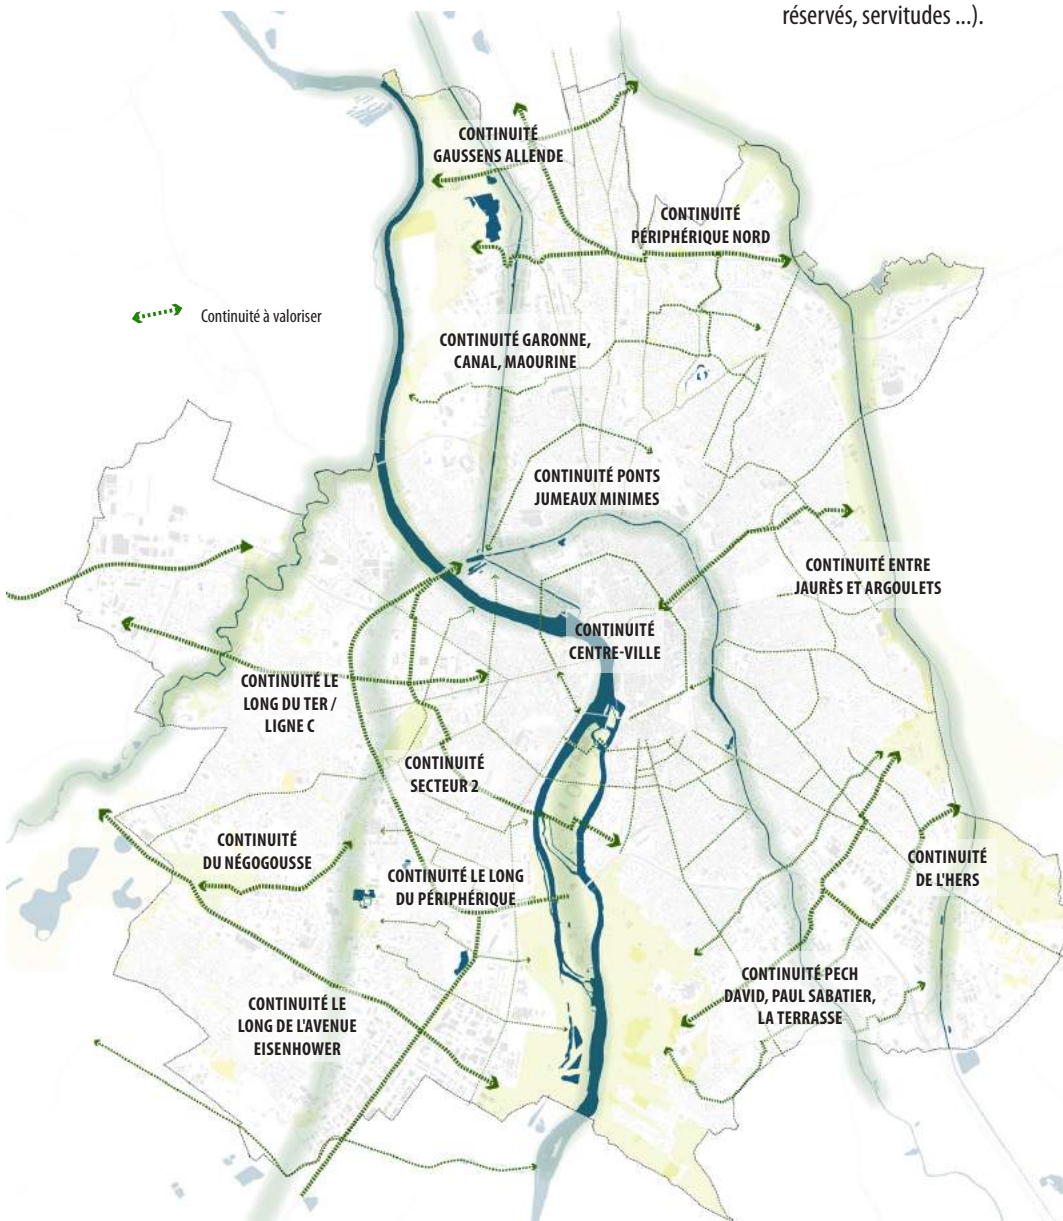 réservés, servitudes ...).
CONTINUITÉ
GAUSSENS ALLENDE
CONTINUITÉ
PÉRIPHÉRIQUE NORD
Continuité à valoriser
CONTINUITÉ GARONNE,
CANAL, MAOURINE
CONTINUITÉ PONTS
JUMEAUX MINIMES
CONTINUITÉ ENTRE
JAURÈS ET ARGOULETS
CONTINUITÉ
CENTRE-VILLE
CONTINUITÉ LE
LONG DU TER /
LIGNE C
CONTINUITÉ
SECTEUR 2
CONTINUITÉ
DU NÉGOGOUSSE
CONTINUITÉ LE LONG
DU PÉRIPHÉRIQUE
CONTINUITÉ
DE L'HERS
CONTINUITÉ PECH
DAVID, PAUL SABATIER,
LA TERRASSE
CONTINUITÉ LE
LONG DE L'AVENUE
EISENHOWER